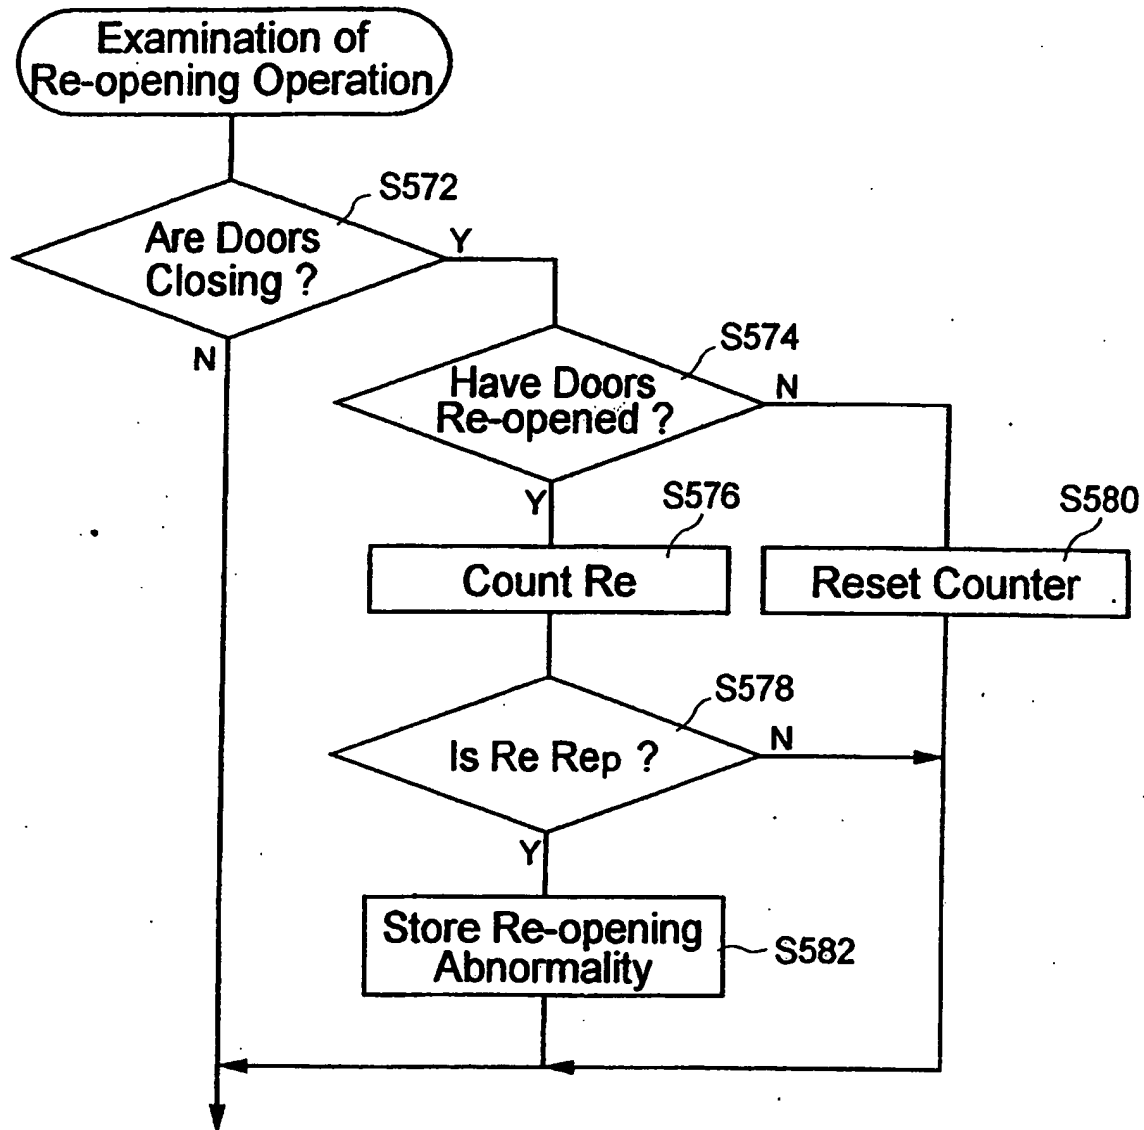 Examination of
Re-opening Operation
S572
Are Doors
Closing ?
Y
N
S574
Have Doors
Re-opened ?
N
Y
S576
Count Re
S580
Reset Counter
S578
Is Re Rep ?
N
Y
Store Re-opening
Abnormality
S582